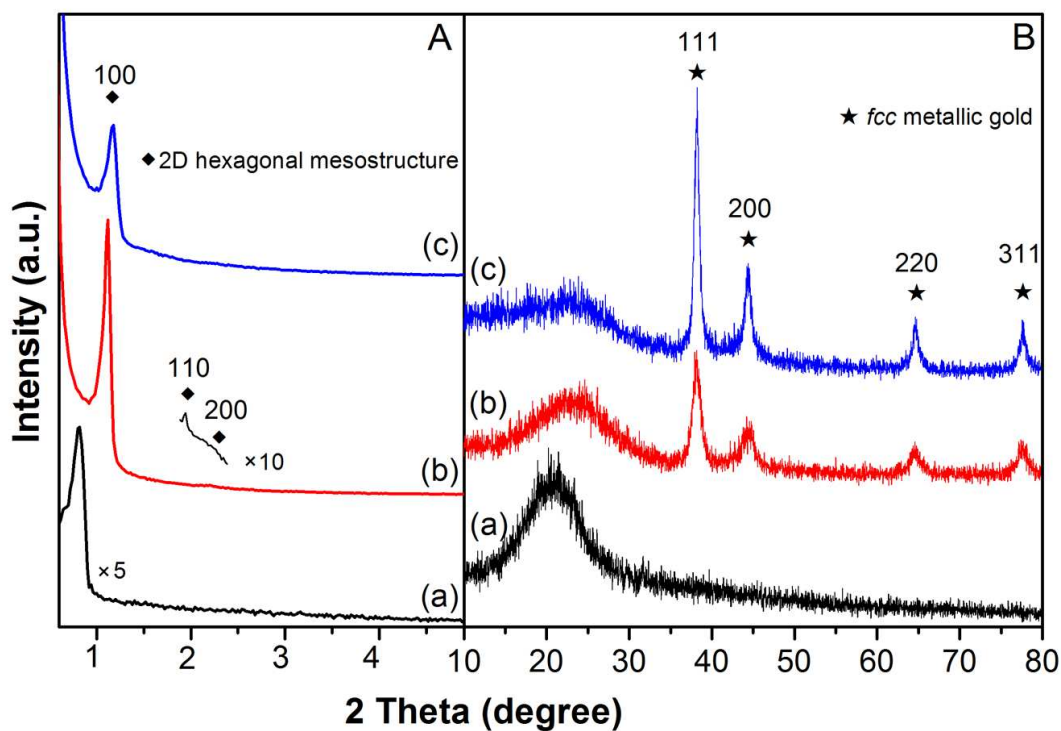 A
B
111
100
★ fcc metallic gold
◆ 2D hexagonal mesostructure
200
220
311
(c)
(c)
110
200
×10
(b)
(b)
(a)
×5
(a)
Intensity (a.u.)
1 2 3 4 10 20 30 40 50 60 70 80
2 Theta (degree)